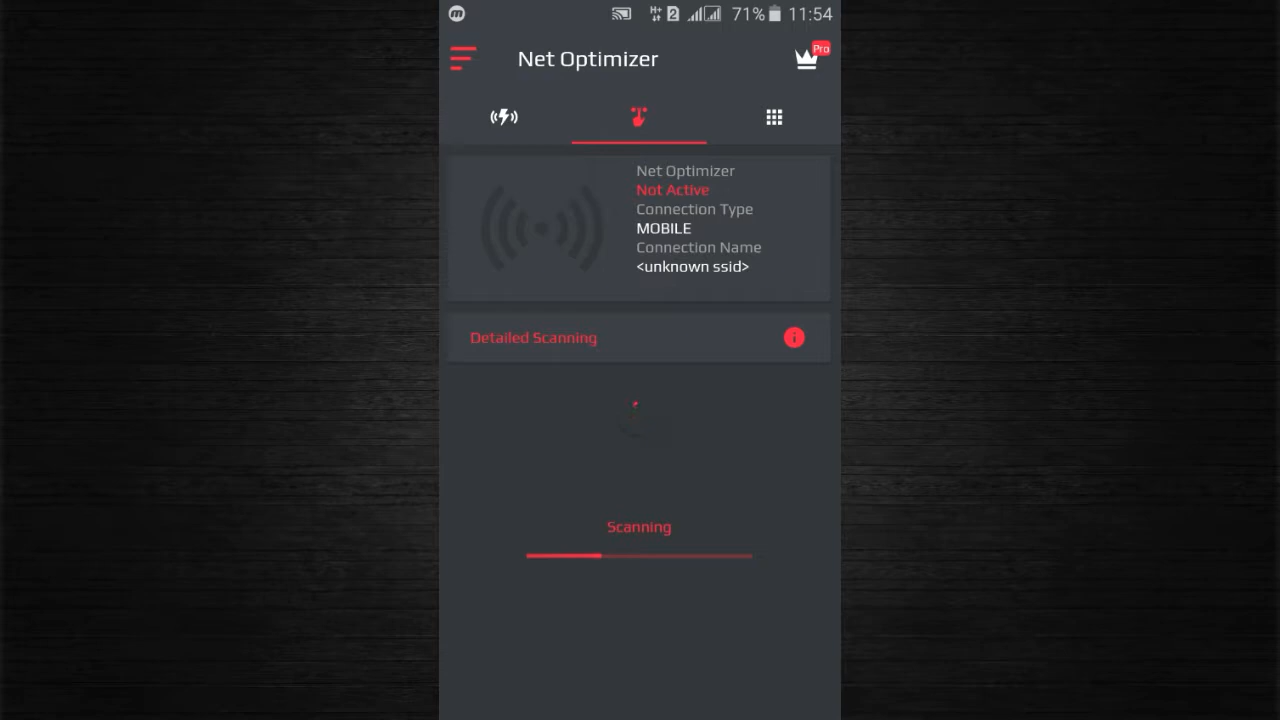 H+ 2 71% 11:54
Net Optimizer
Pro
Net Optimizer
Not Active
Connection Type
MOBILE
Connection Name
<unknown ssid>
Detailed Scanning
Scanning